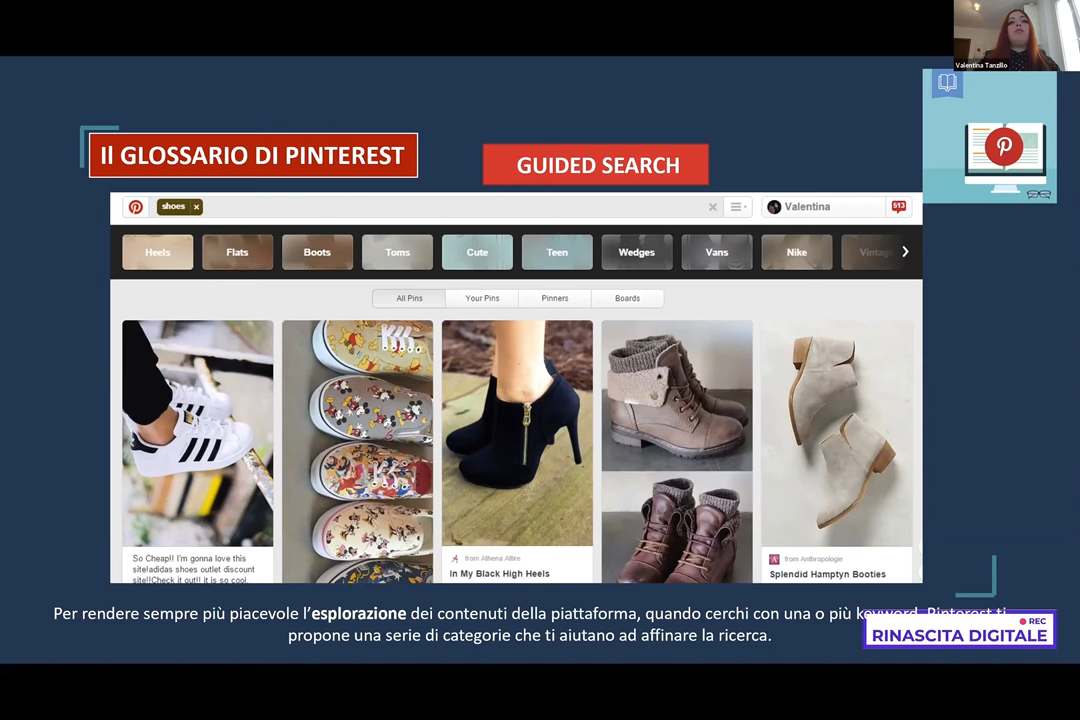 Valentina Tanzillo
Il GLOSSARIO DI PINTEREST
GUIDED SEARCH
shoes ×
Valentina
513
Heels Flats Boots Toms Cute Teen Wedges Vans Nike Vintage
All Pins Your Pins Pinners Boards
So Cheap!! I'm gonna love this
site!adidas shoes outlet discount
site!!Check it out!! it is so cool.
from Athena Attire
In My Black High Heels
from Anthropologie
Splendid Hamptyn Booties
Per rendere sempre più piacevole l'esplorazione dei contenuti della piattaforma, quando cerchi con una o più keyword, Pinterest ti
propone una serie di categorie che ti aiutano ad affinare la ricerca.
REC
RINASCITA DIGITALE